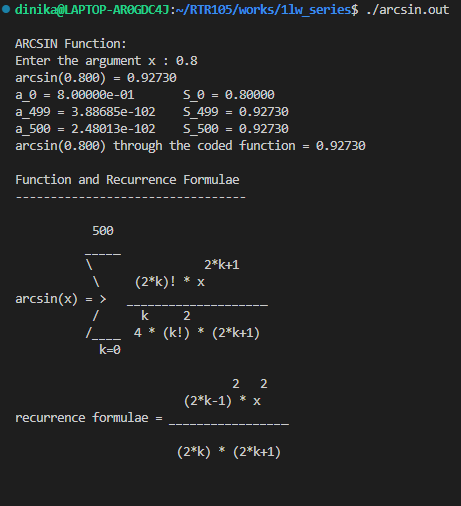 dinika@LAPTOP-AR0GDC4J:~/RTR105/works/1lw_series$ ./arcsin.out

ARCSIN Function:
Enter the argument x : 0.8
arcsin(0.800) = 0.92730
a_0 = 8.00000e-01       S_0 = 0.80000
a_499 = 3.88685e-102    S_499 = 0.92730
a_500 = 2.48013e-102    S_500 = 0.92730
arcsin(0.800) through the coded function = 0.92730

Function and Recurrence Formulae
---------------------------------

           500
          _____
          \                2*k+1
           \     (2*k)! * x
arcsin(x) = >   ____________________
           /      k     2
          /____  4 * (k!) * (2*k+1)
            k=0

                               2   2
                        (2*k-1) * x
recurrence formulae = _________________

                       (2*k) * (2*k+1)